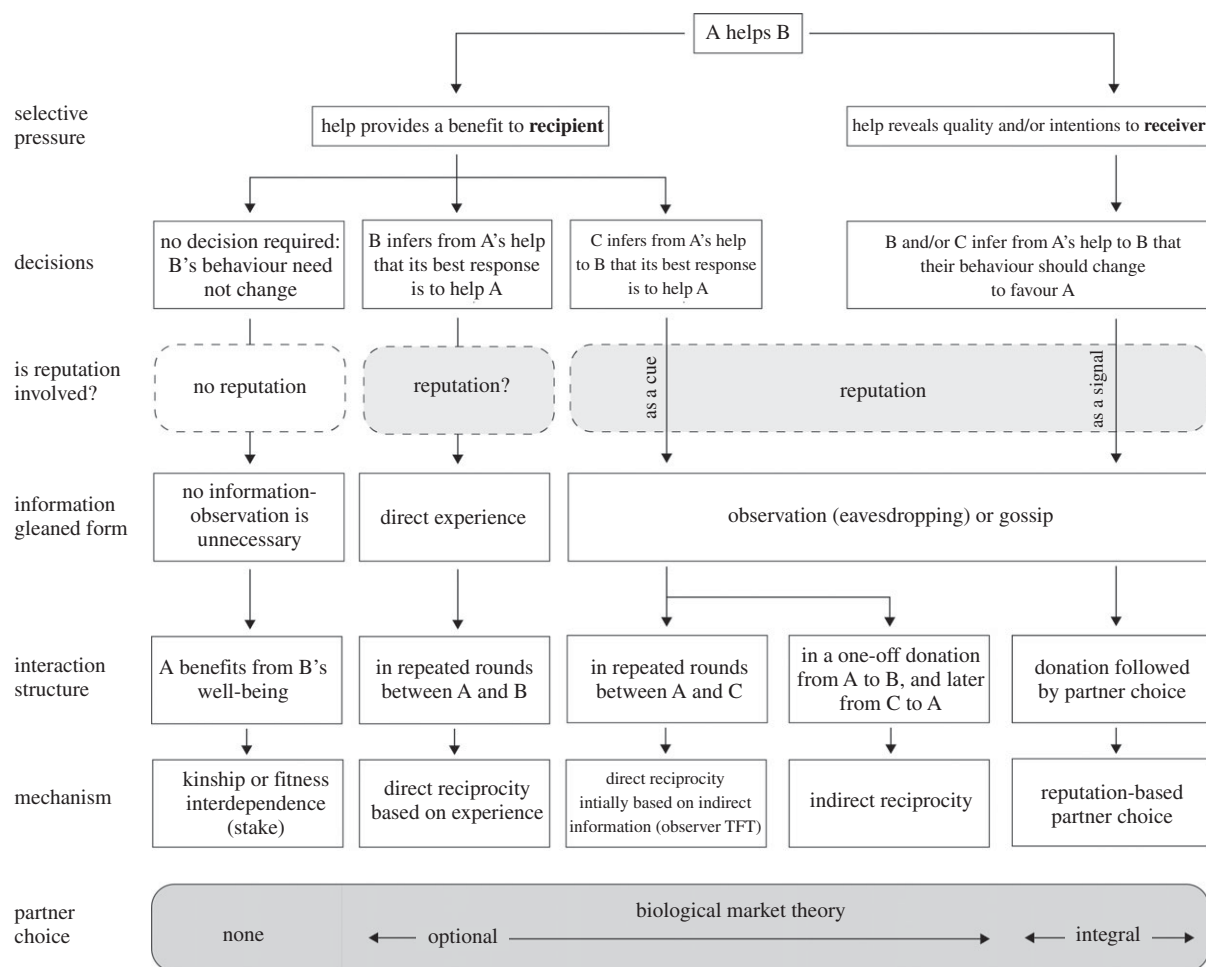 A helps B
selective
pressure
help provides a benefit to recipient
help reveals quality and/or intentions to receiver
decisions
no decision required:
B's behaviour need
not change
B infers from A's help
that its best response
is to help A
C infers from A's help
to B that its best response
is to help A
B and/or C infer from A's help to B that
their behaviour should change
to favour A
is reputation
involved?
no reputation
reputation?
as a cue
reputation
as a signal
information
gleaned form
no information-
observation is
unnecessary
direct experience
observation (eavesdropping) or gossip
interaction
structure
A benefits from B's
well-being
in repeated rounds
between A and B
in repeated rounds
between A and C
in a one-off donation
from A to B, and later
from C to A
donation followed
by partner choice
mechanism
kinship or fitness
interdependence
(stake)
direct reciprocity
based on experience
direct reciprocity
intially based on indirect
information (observer TFT)
indirect reciprocity
reputation-based
partner choice
partner
choice
biological market theory
none
optional
integral